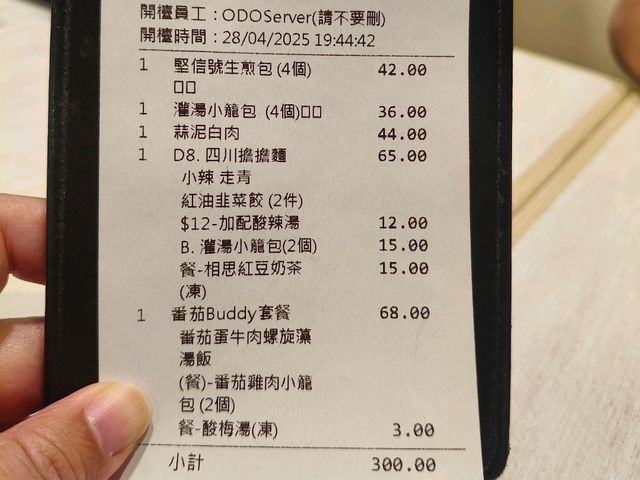 開檯員工：ODOServer(請不要刪)
開檯時間：28/04/2025 19:44:42
1 堅信號生煎包 (4個) 42.00
□□
1 灌湯小籠包 (4個)□□ 36.00
1 蒜泥白肉 44.00
1 D8. 四川擔擔麵 65.00
小辣 走青
紅油韭菜餃 (2件)
$12-加配酸辣湯 12.00
B. 灌湯小籠包(2個) 15.00
餐-相思紅豆奶茶 15.00
(凍)
1 番茄Buddy套餐 68.00
番茄蛋牛肉螺旋藻
湯飯
(餐)-番茄雞肉小籠
包 (2個)
餐-酸梅湯(凍) 3.00
小計 300.00